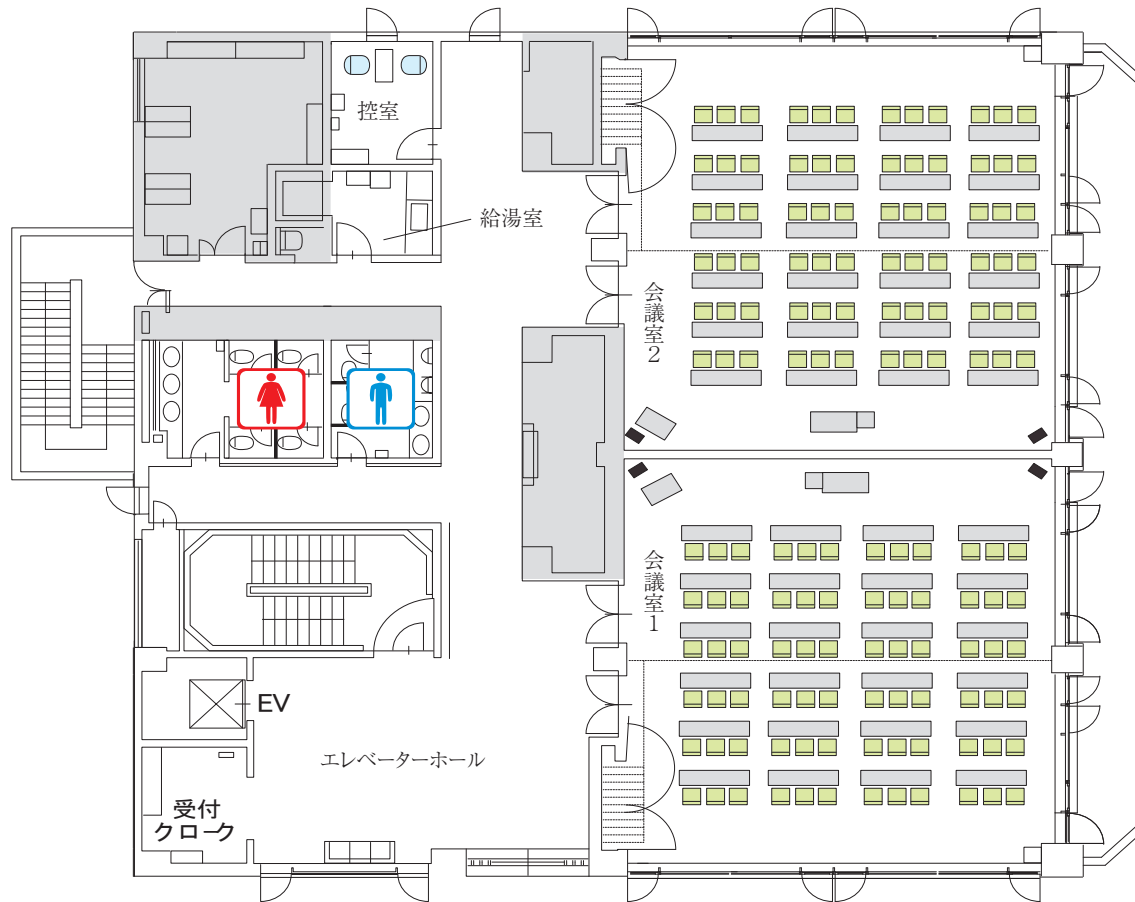 控室
給湯室
会議室2
会議室1
EV
エレベーターホール
受付
クローク